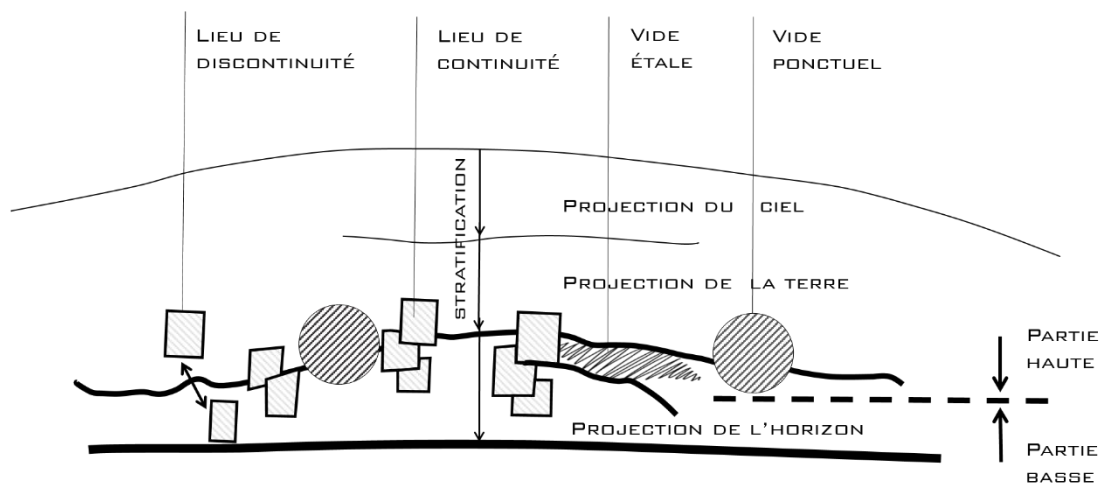 Lieu de
discontinuité
Lieu de
continuité
Vide
étale
Vide
ponctuel
STRATIFICATION
Projection du ciel
Projection de la terre
Partie
haute
Projection de l'horizon
Partie
basse